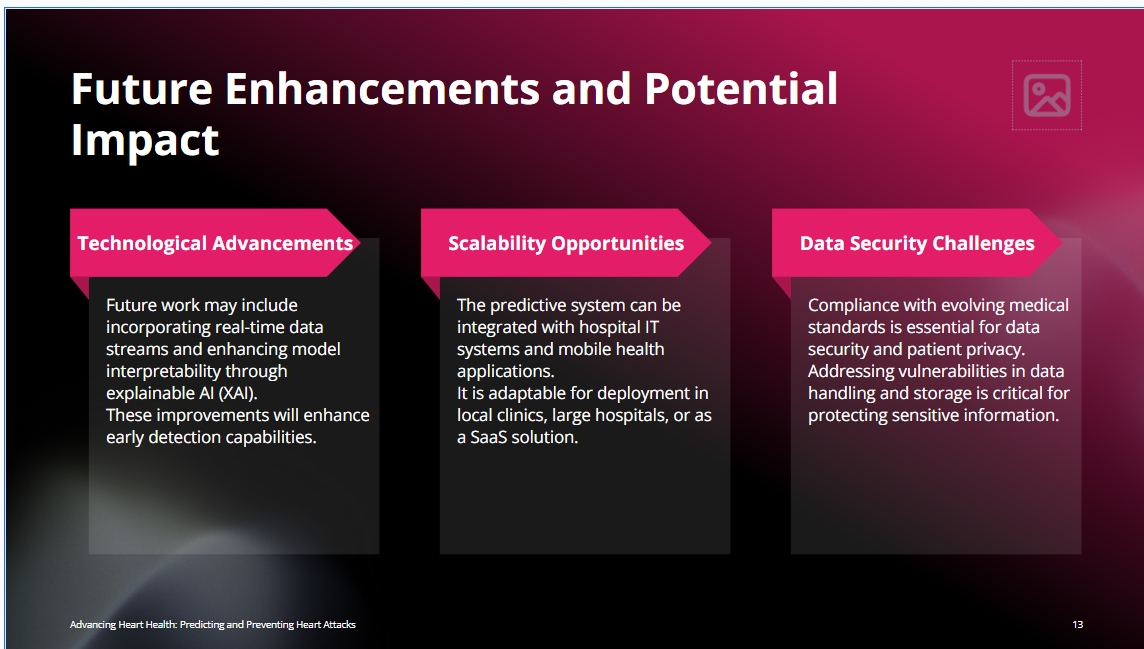 Future Enhancements and Potential
Impact
Technological Advancements
Future work may include
incorporating real-time data
streams and enhancing model
interpretability through
explainable AI (XAI).
These improvements will enhance
early detection capabilities.
Scalability Opportunities
The predictive system can be
integrated with hospital IT
systems and mobile health
applications.
It is adaptable for deployment in
local clinics, large hospitals, or as
a SaaS solution.
Data Security Challenges
Compliance with evolving medical
standards is essential for data
security and patient privacy.
Addressing vulnerabilities in data
handling and storage is critical for
protecting sensitive information.
Advancing Heart Health: Predicting and Preventing Heart Attacks
13